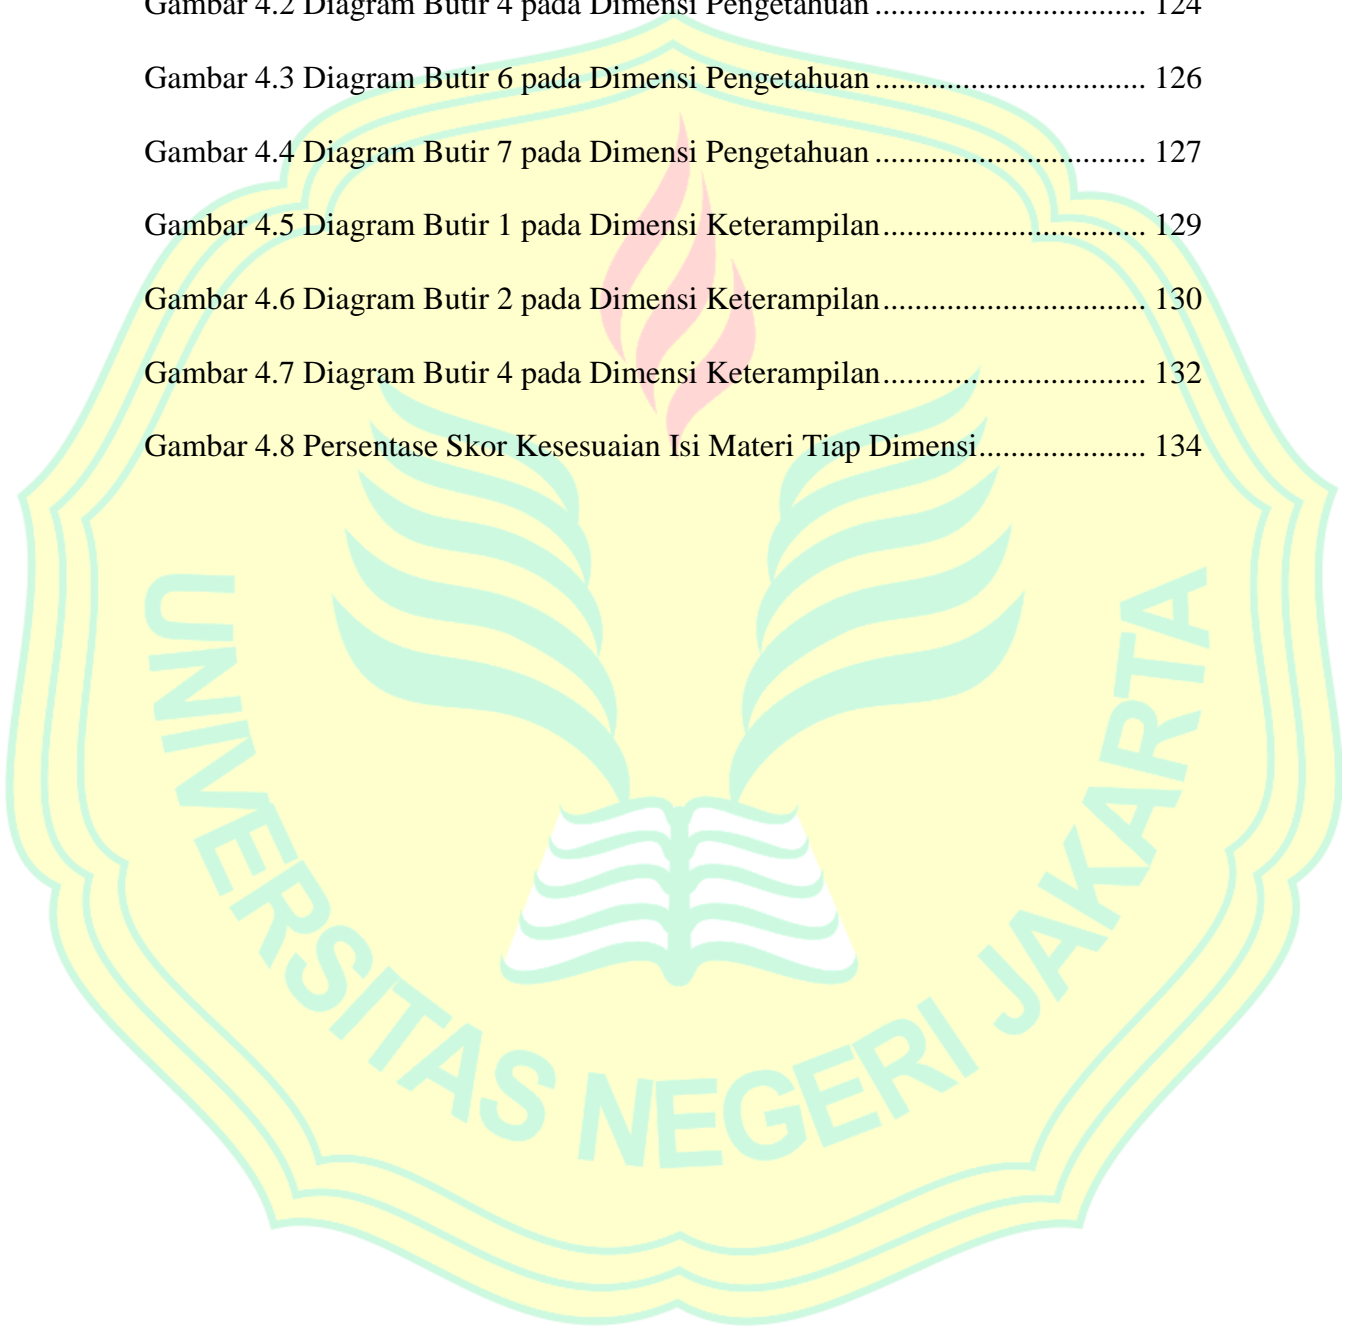 Gambar 4.2 Diagram Butir 4 pada Dimensi Pengetahuan .................................. 124
Gambar 4.3 Diagram Butir 6 pada Dimensi Pengetahuan .................................. 126
Gambar 4.4 Diagram Butir 7 pada Dimensi Pengetahuan .................................. 127
Gambar 4.5 Diagram Butir 1 pada Dimensi Keterampilan................................. 129
Gambar 4.6 Diagram Butir 2 pada Dimensi Keterampilan................................. 130
Gambar 4.7 Diagram Butir 4 pada Dimensi Keterampilan................................. 132
Gambar 4.8 Persentase Skor Kesesuaian Isi Materi Tiap Dimensi..................... 134
UNIVERSITAS NEGERI JAKARTA